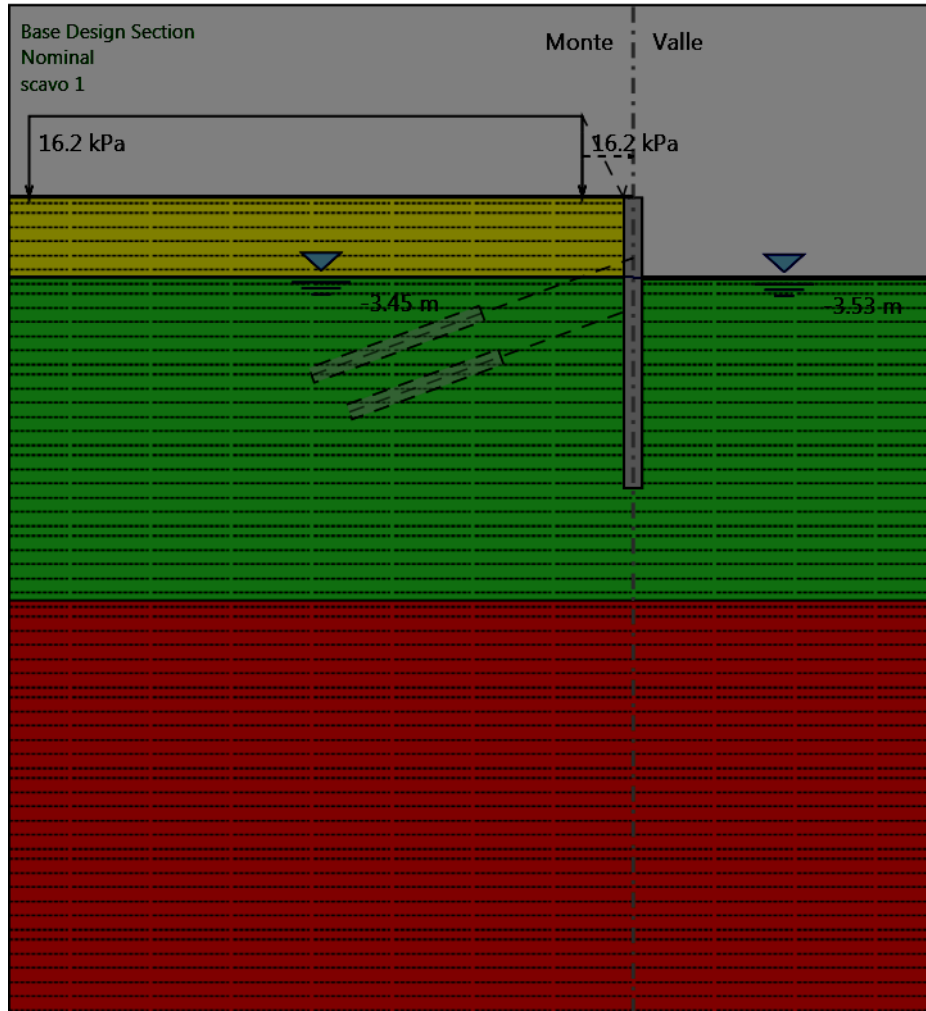 Base Design Section
Nominal
scavo 1
Monte
Valle
16.2 kPa
16.2 kPa
-3.45 m
-3.53 m